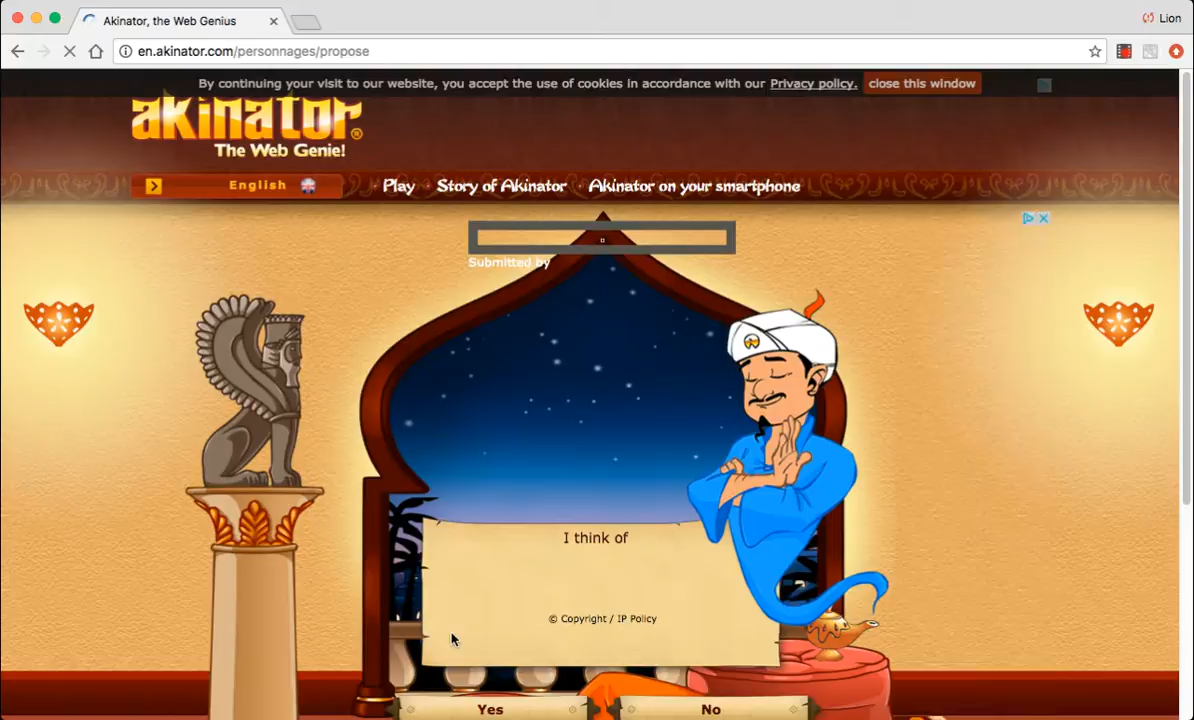 Akinator, the Web Genius
Lion
en.akinator.com/personnages/propose
By continuing your visit to our website, you accept the use of cookies in accordance with our Privacy policy. close this window
akinator®
The Web Genie!
English
· Play · Story of Akinator · Akinator on your smartphone
Submitted by
I think of
© Copyright / IP Policy
Yes
No